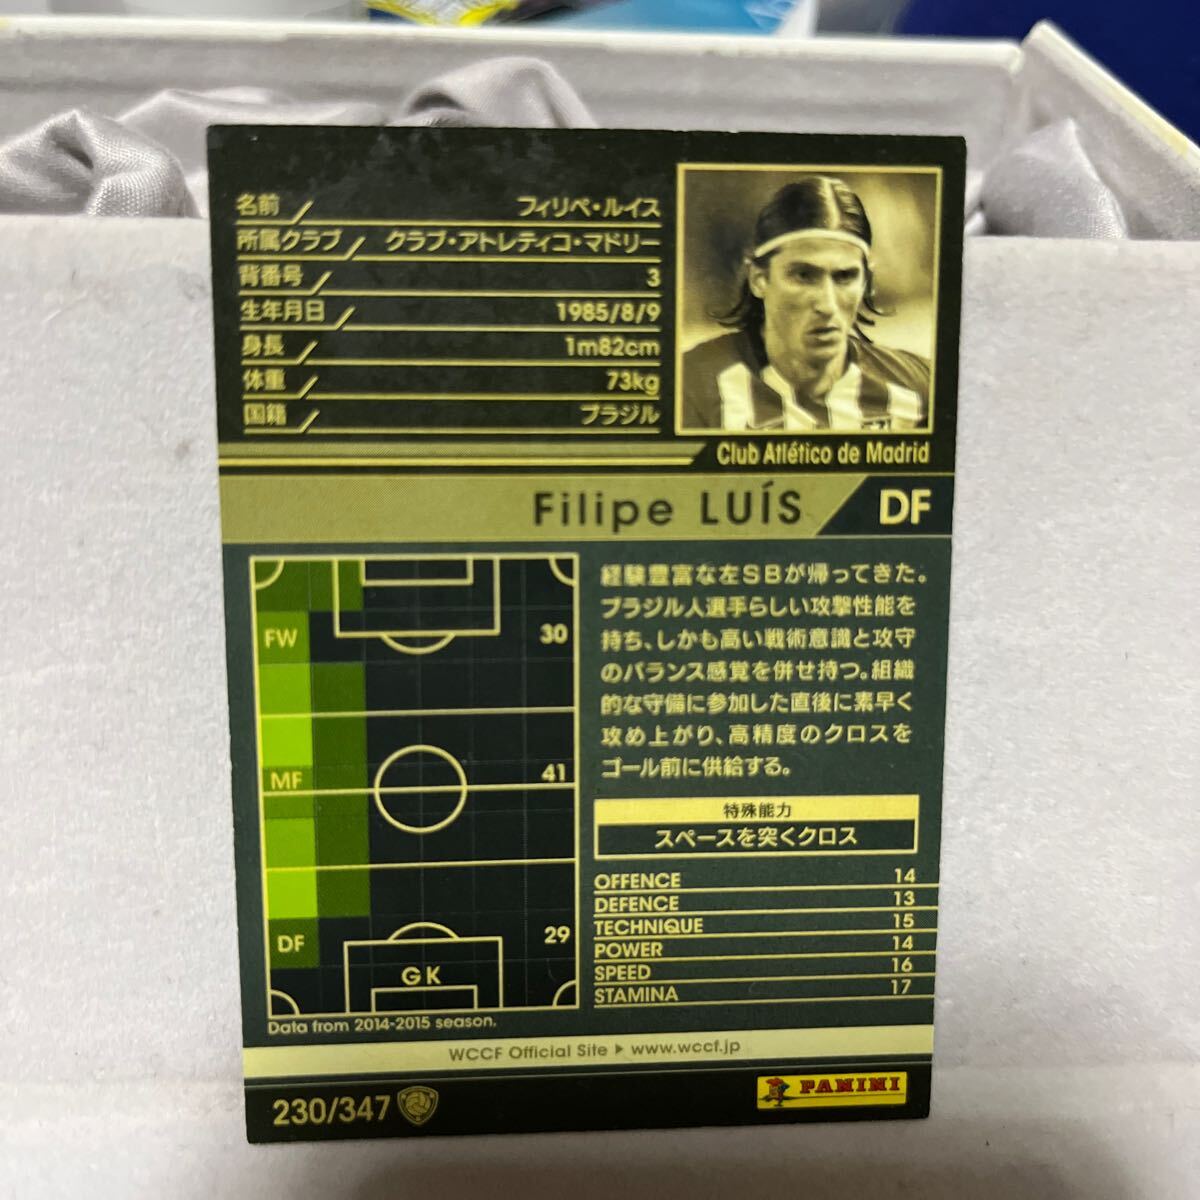 名前 フィリペ・ルイス
所属クラブ クラブ・アトレティコ・マドリー
背番号 3
生年月日 1985/8/9
身長 1m82cm
体重 73kg
国籍 ブラジル
Club Atlético de Madrid
Filipe LUÍS DF
FW 30
MF 41
DF 29
GK
Data from 2014-2015 season.
経験豊富な左SBが帰ってきた。
ブラジル人選手らしい攻撃性能を
持ち、しかも高い戦術意識と攻守
のバランス感覚を併せ持つ。組織
的な守備に参加した直後に素早く
攻め上がり、高精度のクロスを
ゴール前に供給する。
特殊能力
スペースを突くクロス
OFFENCE 14
DEFENCE 13
TECHNIQUE 15
POWER 14
SPEED 16
STAMINA 17
WCCF Official Site ▶ www.wccf.jp
230/347
PANINI